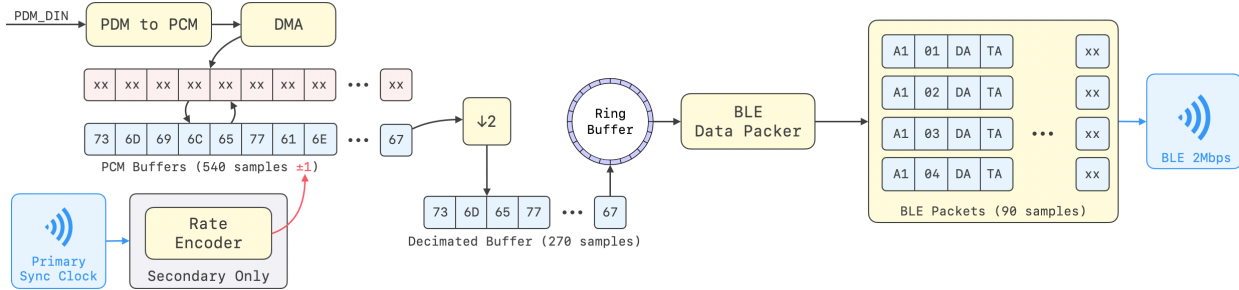 PDM_DIN
PDM to PCM
DMA
xx xx xx xx xx xx xx xx ••• xx
73 6D 69 6C 65 77 61 6E ••• 67
PCM Buffers (540 samples ±1)
Primary
Sync Clock
Rate
Encoder
Secondary Only
↓2
73 6D 65 77 ••• 67
Decimated Buffer (270 samples)
Ring
Buffer
BLE
Data Packer
A1 01 DA TA xx
A1 02 DA TA xx
A1 03 DA TA ••• xx
A1 04 DA TA xx
BLE Packets (90 samples)
BLE 2Mbps